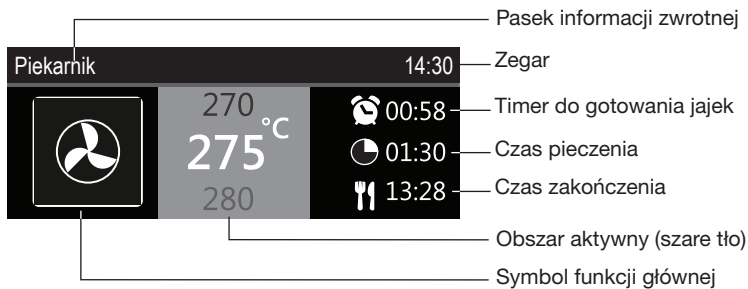 Pasek informacji zwrotnej
Piekarnik 14:30 Zegar
270 00:58 Timer do gotowania jajek
275°C 01:30 Czas pieczenia
280 13:28 Czas zakończenia
Obszar aktywny (szare tło)
Symbol funkcji głównej